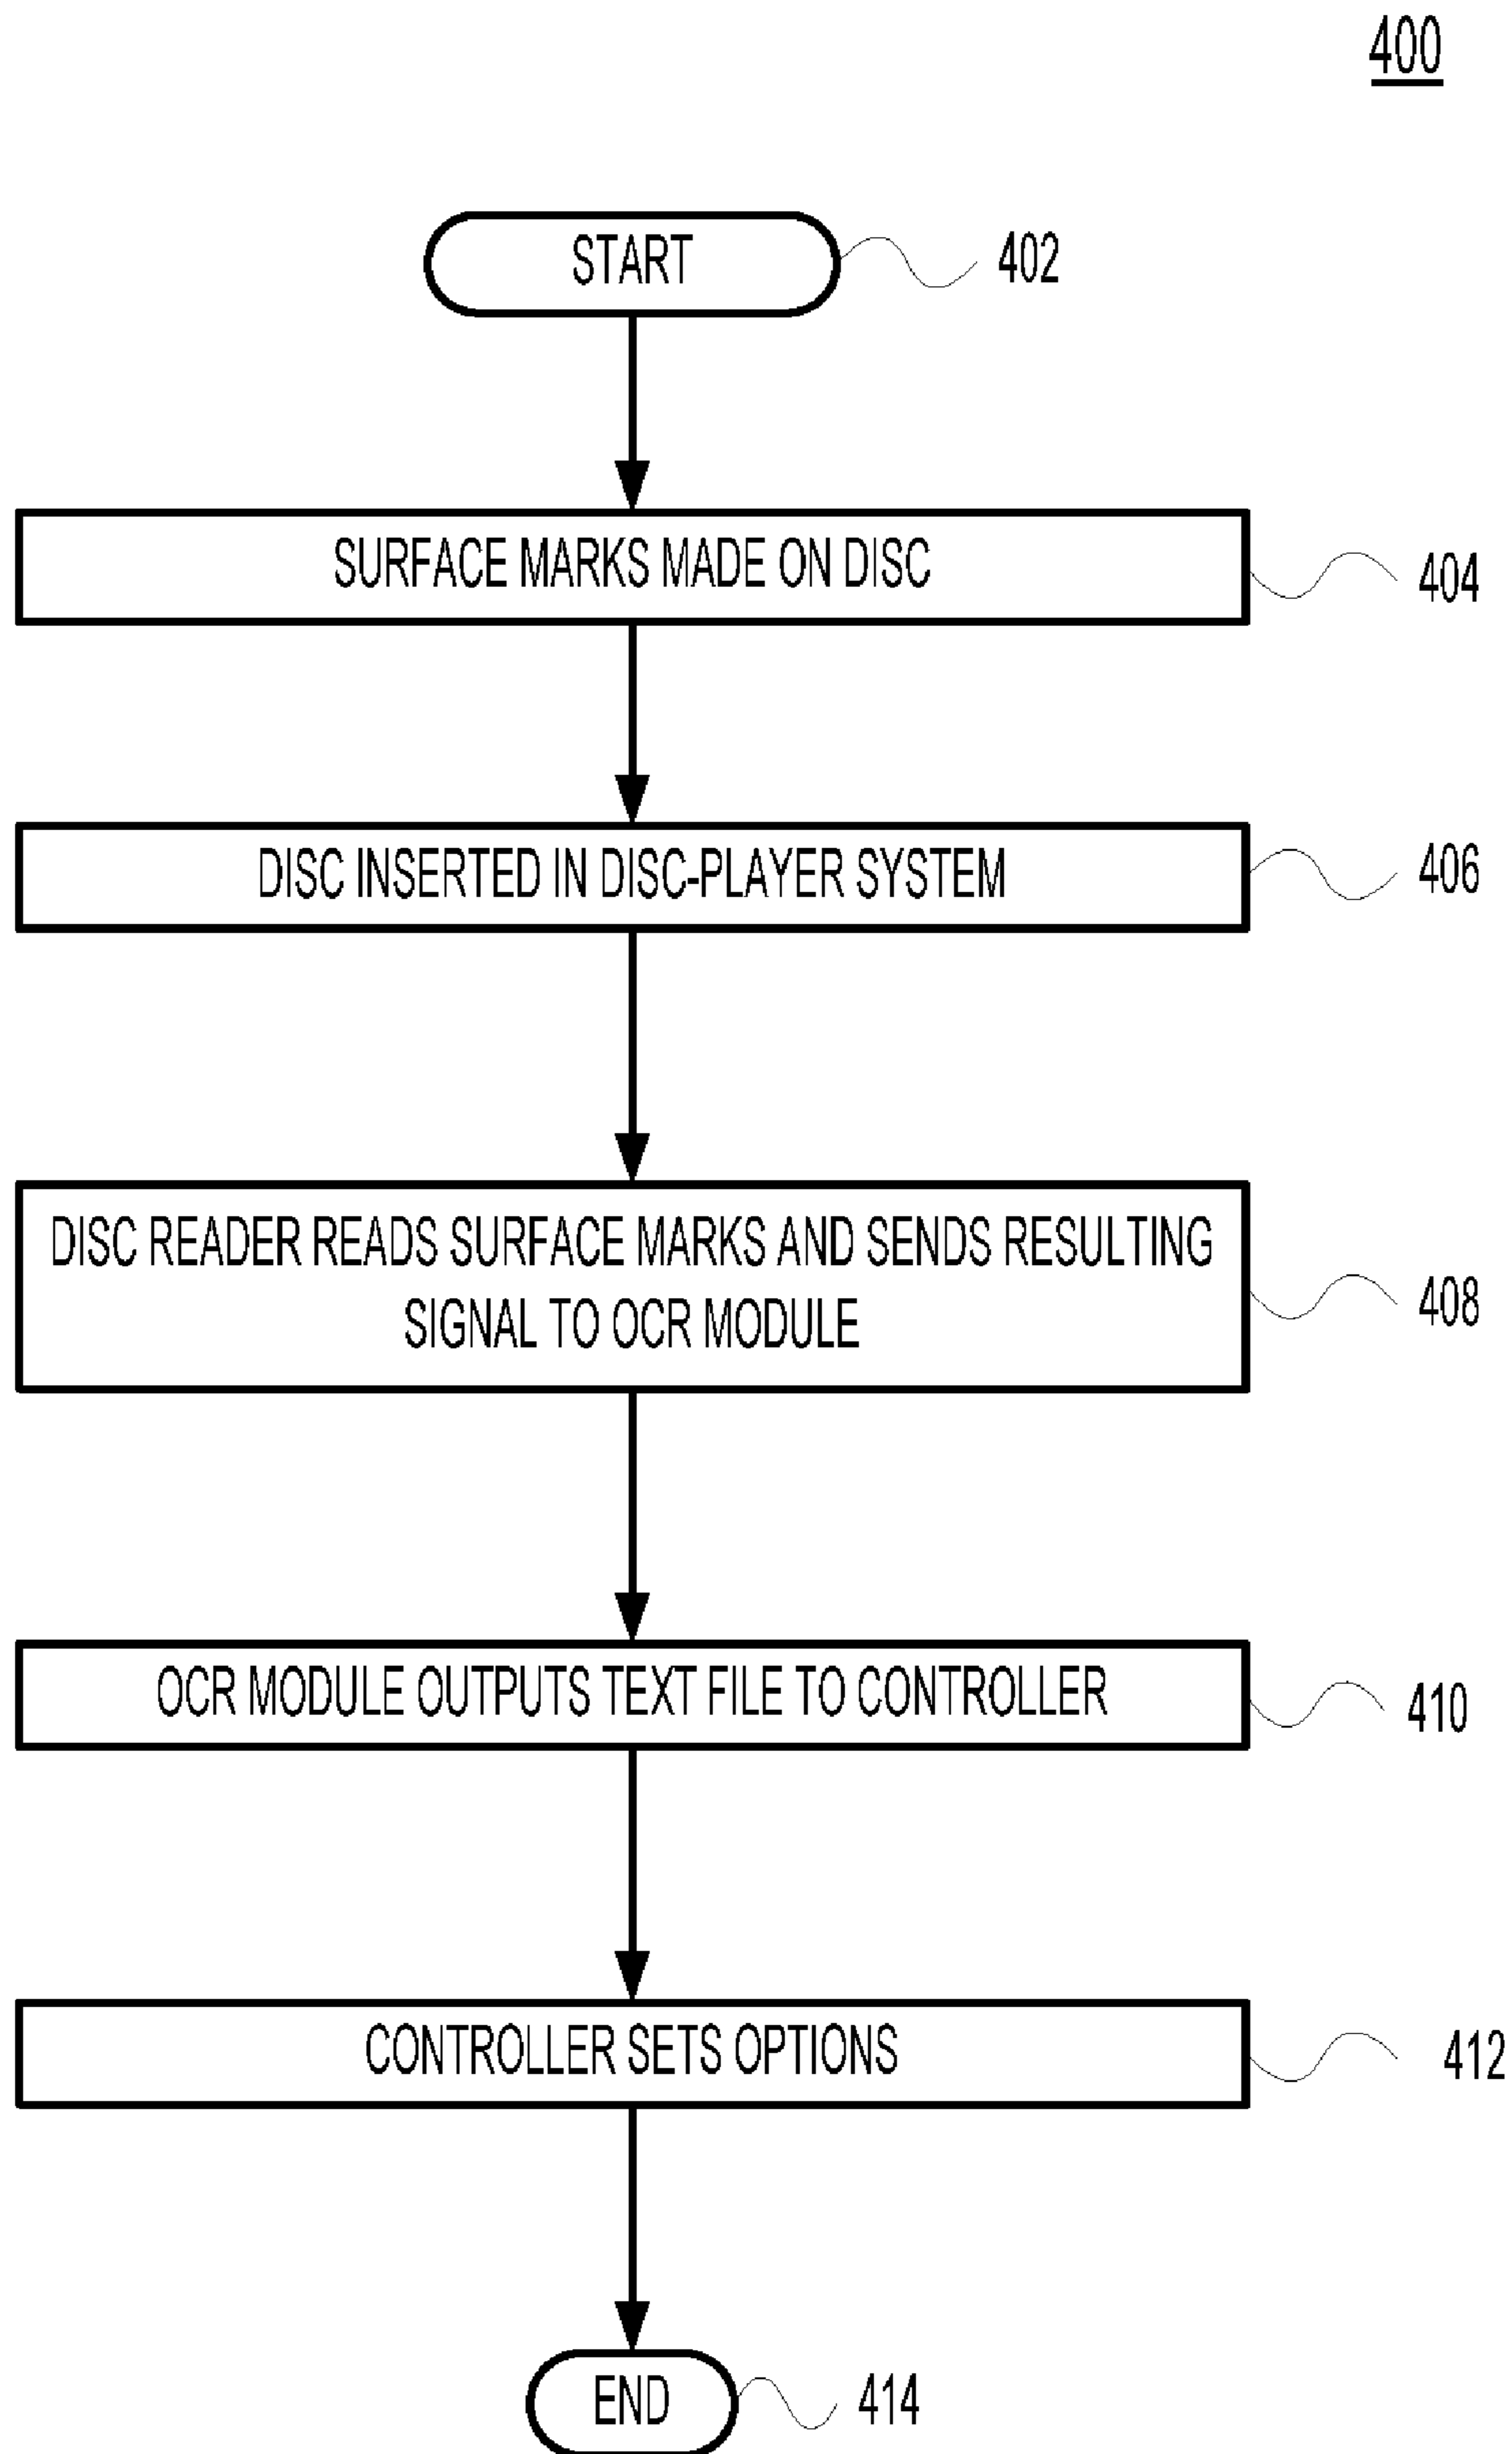 400
START
402
SURFACE MARKS MADE ON DISC
404
DISC INSERTED IN DISC-PLAYER SYSTEM
406
DISC READER READS SURFACE MARKS AND SENDS RESULTING
SIGNAL TO OCR MODULE
408
OCR MODULE OUTPUTS TEXT FILE TO CONTROLLER
410
CONTROLLER SETS OPTIONS
412
END
414